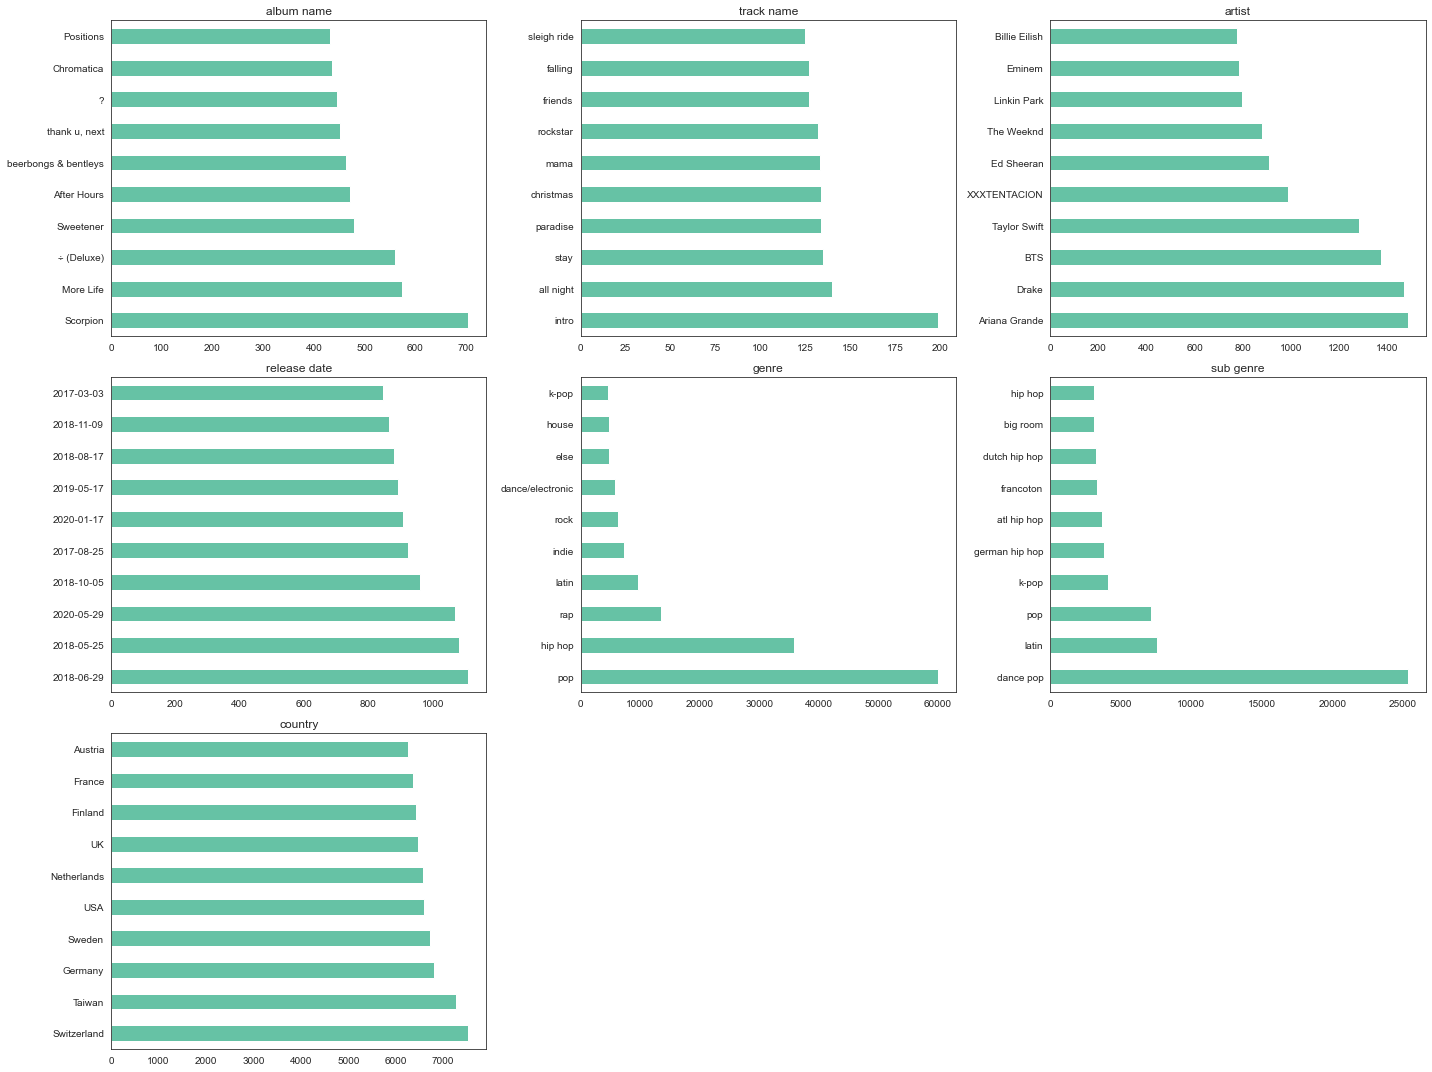 album name
Positions
Chromatica
?
thank u, next
beerbongs & bentleys
After Hours
Sweetener
÷ (Deluxe)
More Life
Scorpion
0 100 200 300 400 500 600 700
track name
sleigh ride
falling
friends
rockstar
mama
christmas
paradise
stay
all night
intro
0 25 50 75 100 125 150 175 200
artist
Billie Eilish
Eminem
Linkin Park
The Weeknd
Ed Sheeran
XXXTENTACION
Taylor Swift
BTS
Drake
Ariana Grande
0 200 400 600 800 1000 1200 1400
release date
2017-03-03
2018-11-09
2018-08-17
2019-05-17
2020-01-17
2017-08-25
2018-10-05
2020-05-29
2018-05-25
2018-06-29
0 200 400 600 800 1000
genre
k-pop
house
else
dance/electronic
rock
indie
latin
rap
hip hop
pop
0 10000 20000 30000 40000 50000 60000
sub genre
hip hop
big room
dutch hip hop
francoton
atl hip hop
german hip hop
k-pop
pop
latin
dance pop
0 5000 10000 15000 20000 25000
country
Austria
France
Finland
UK
Netherlands
USA
Sweden
Germany
Taiwan
Switzerland
0 1000 2000 3000 4000 5000 6000 7000